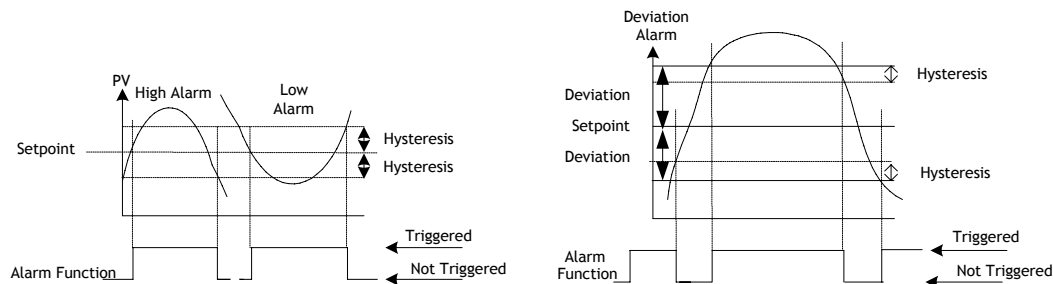 PV
High Alarm
Low
Alarm
Setpoint
Hysteresis
Hysteresis
Triggered
Alarm Function
Not Triggered
Deviation
Alarm
Hysteresis
Deviation
Setpoint
Deviation
Hysteresis
Alarm
Function
Triggered
Not Triggered